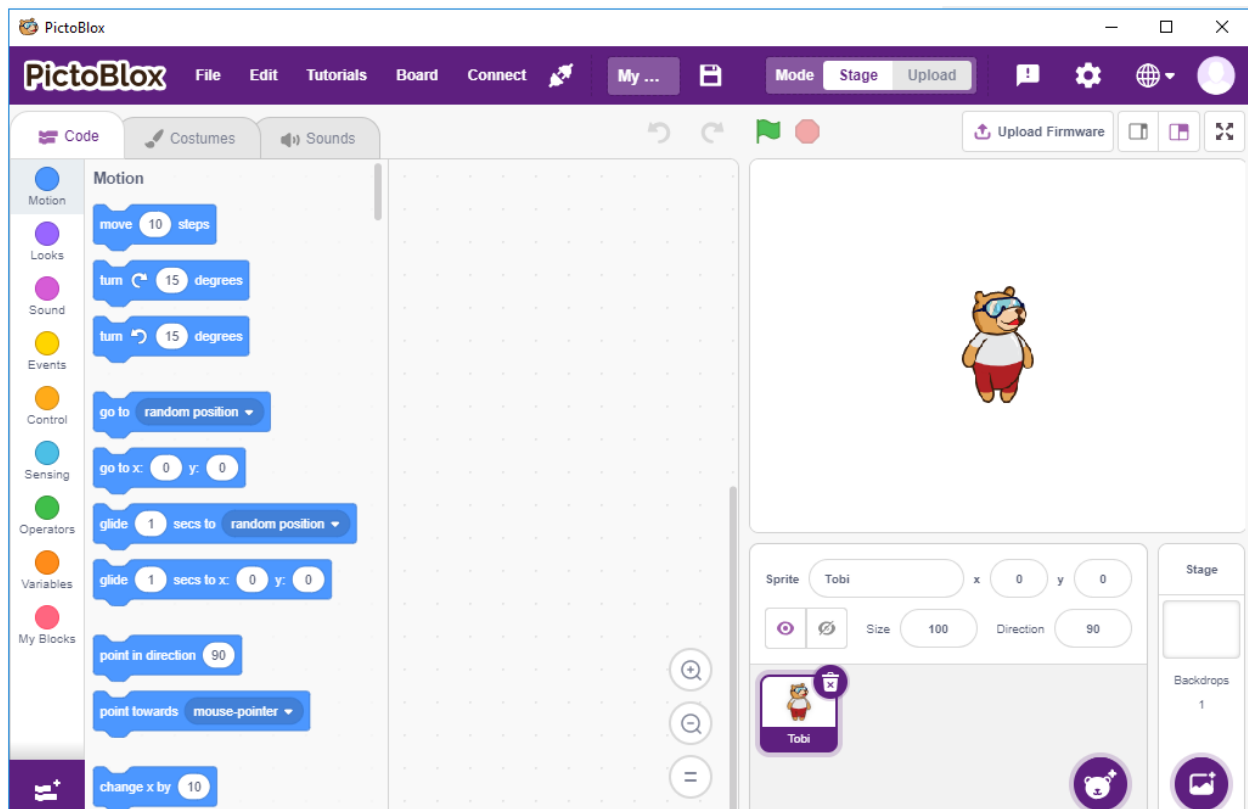 PictoBlox
PictoBlox File Edit Tutorials Board Connect My ... Mode Stage Upload
Code Costumes Sounds Upload Firmware
Motion
Looks
Sound
Events
Control
Sensing
Operators
Variables
My Blocks
Motion
move 10 steps
turn 15 degrees
turn 15 degrees
go to random position
go to x: 0 y: 0
glide 1 secs to random position
glide 1 secs to x: 0 y: 0
point in direction 90
point towards mouse-pointer
change x by 10
Sprite Tobi x 0 y 0
Size 100 Direction 90
Tobi
Stage
Backdrops
1